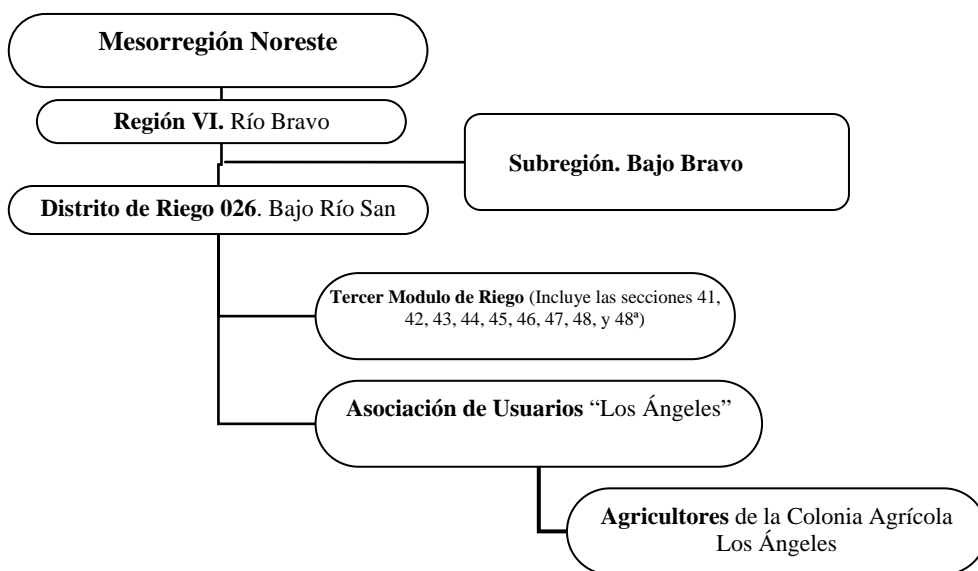 Mesorregión Noreste
Región VI. Río Bravo
Subregión. Bajo Bravo
Distrito de Riego 026. Bajo Río San
Tercer Modulo de Riego (Incluye las secciones 41,
42, 43, 44, 45, 46, 47, 48, y 48ª)
Asociación de Usuarios “Los Ángeles”
Agricultores de la Colonia Agrícola
Los Ángeles